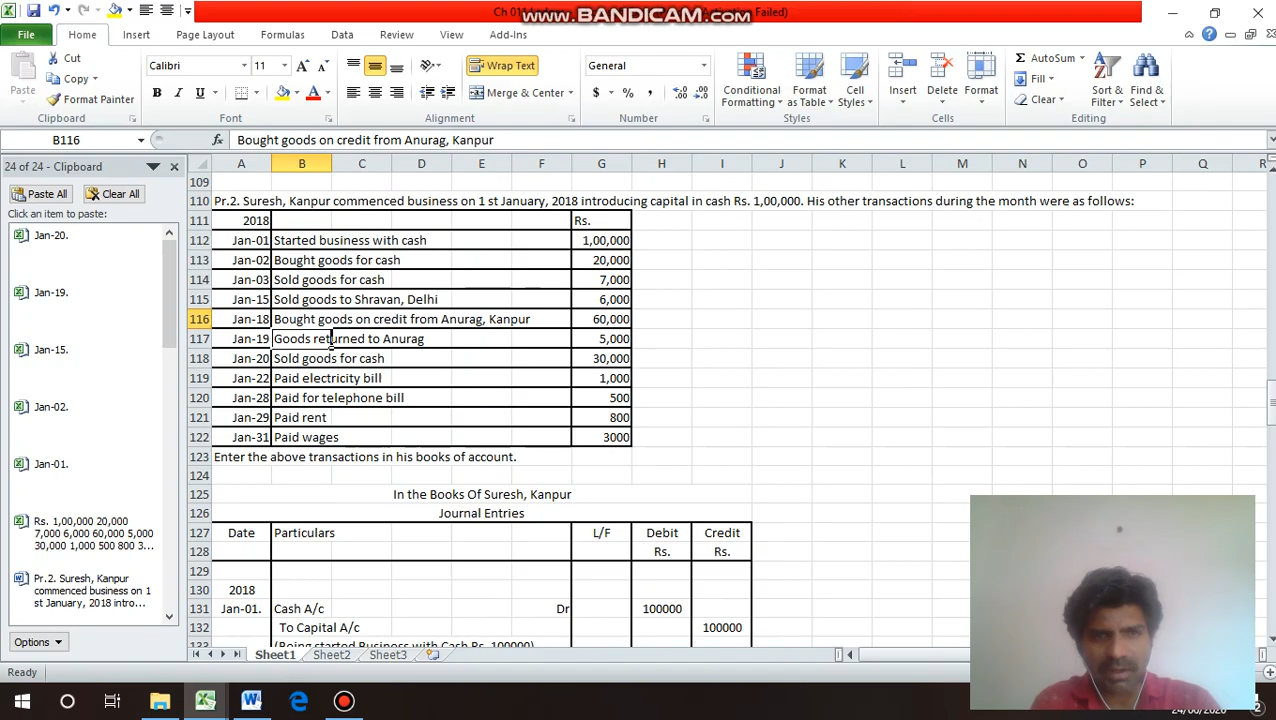 Ch 01
www.BANDICAM.com
Failed)
File Home Insert Page Layout Formulas Data Review View Add-Ins
Paste
Cut
Copy
Format Painter
Clipboard
Calibri 11
B I U A
Font
Wrap Text
Merge & Center
Alignment
General
$ % ,
Number
Conditional Formatting
Format as Table
Cell Styles
Styles
Insert Delete Format
Cells
Σ AutoSum
Fill
Clear
Sort & Filter
Find & Select
Editing
B116 fx Bought goods on credit from Anurag, Kanpur
24 of 24 - Clipboard
Paste All Clear All
Click an item to paste:
Jan-20.
Jan-19.
Jan-15.
Jan-02.
Jan-01.
Rs. 1,00,000 20,000
7,000 6,000 60,000 5,000
30,000 1,000 500 800 3...
Pr.2. Suresh, Kanpur
commenced business on 1
st January, 2018 intro...
Options
A B C D E F G H I J K L M N O P Q R
109
110 Pr.2. Suresh, Kanpur commenced business on 1 st January, 2018 introducing capital in cash Rs. 1,00,000. His other transactions during the month were as follows:
111 2018 Rs.
112 Jan-01 Started business with cash 1,00,000
113 Jan-02 Bought goods for cash 20,000
114 Jan-03 Sold goods for cash 7,000
115 Jan-15 Sold goods to Shravan, Delhi 6,000
116 Jan-18 Bought goods on credit from Anurag, Kanpur 60,000
117 Jan-19 Goods returned to Anurag 5,000
118 Jan-20 Sold goods for cash 30,000
119 Jan-22 Paid electricity bill 1,000
120 Jan-28 Paid for telephone bill 500
121 Jan-29 Paid rent 800
122 Jan-31 Paid wages 3000
123 Enter the above transactions in his books of account.
124
125 In the Books Of Suresh, Kanpur
126 Journal Entries
127 Date Particulars L/F Debit Credit
128 Rs. Rs.
129
130 2018
131 Jan-01. Cash A/c Dr 100000
132 To Capital A/c 100000
133 (Being started Business with Cash Rs. 100000)
Sheet1 Sheet2 Sheet3
Ready